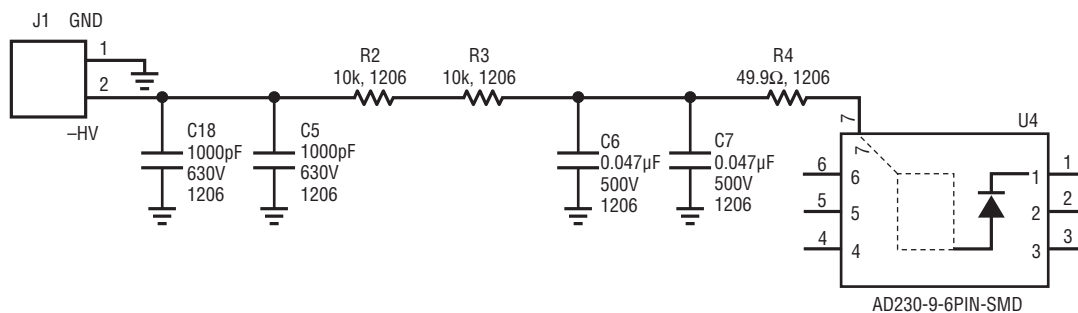 J1 GND
1
2
–HV
C18
1000pF
630V
1206
C5
1000pF
630V
1206
R2
10k, 1206
R3
10k, 1206
C6
0.047µF
500V
1206
C7
0.047µF
500V
1206
R4
49.9Ω, 1206
7
7
U4
6
6
5
5
4
4
1
1
2
2
3
3
AD230-9-6PIN-SMD